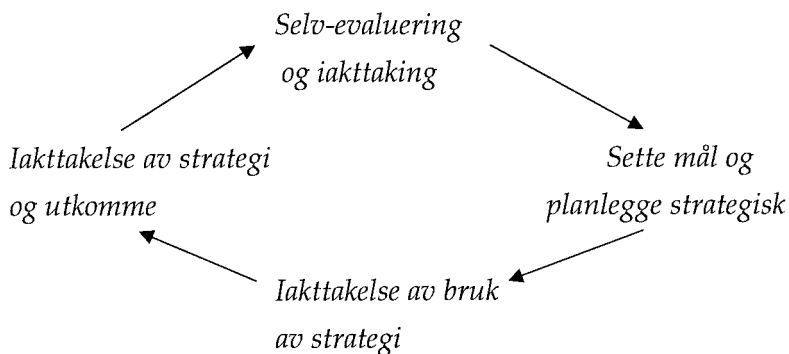 Selv-evaluering
og iakttaking
Iakttakelse av strategi
og utkomme
Sette mål og
planlegge strategisk
Iakttakelse av bruk
av strategi